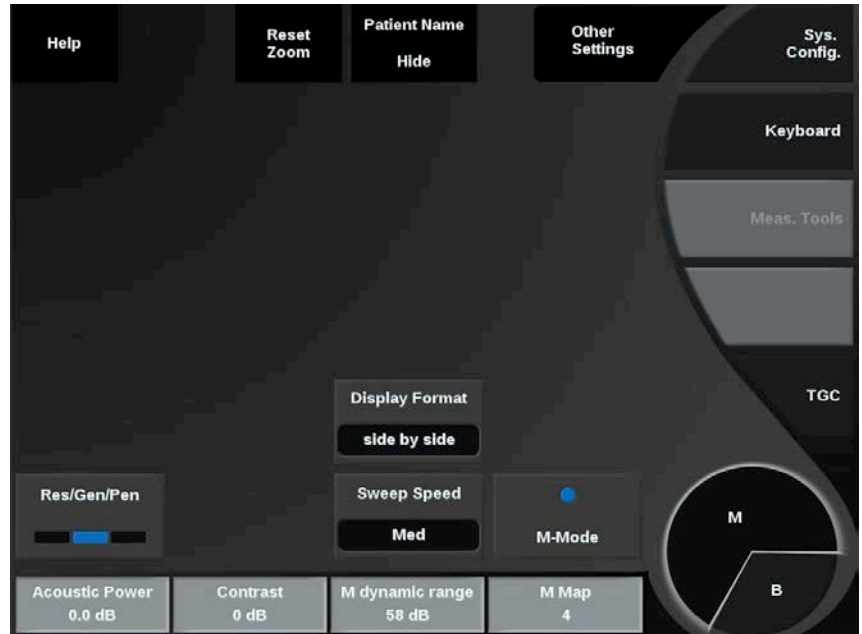 Help
Reset
Zoom
Patient Name
Hide
Other
Settings
Sys.
Config.
Keyboard
Meas. Tools
Display Format
side by side
TGC
Res/Gen/Pen
Sweep Speed
Med
M-Mode
M
B
Acoustic Power
0.0 dB
Contrast
0 dB
M dynamic range
58 dB
M Map
4